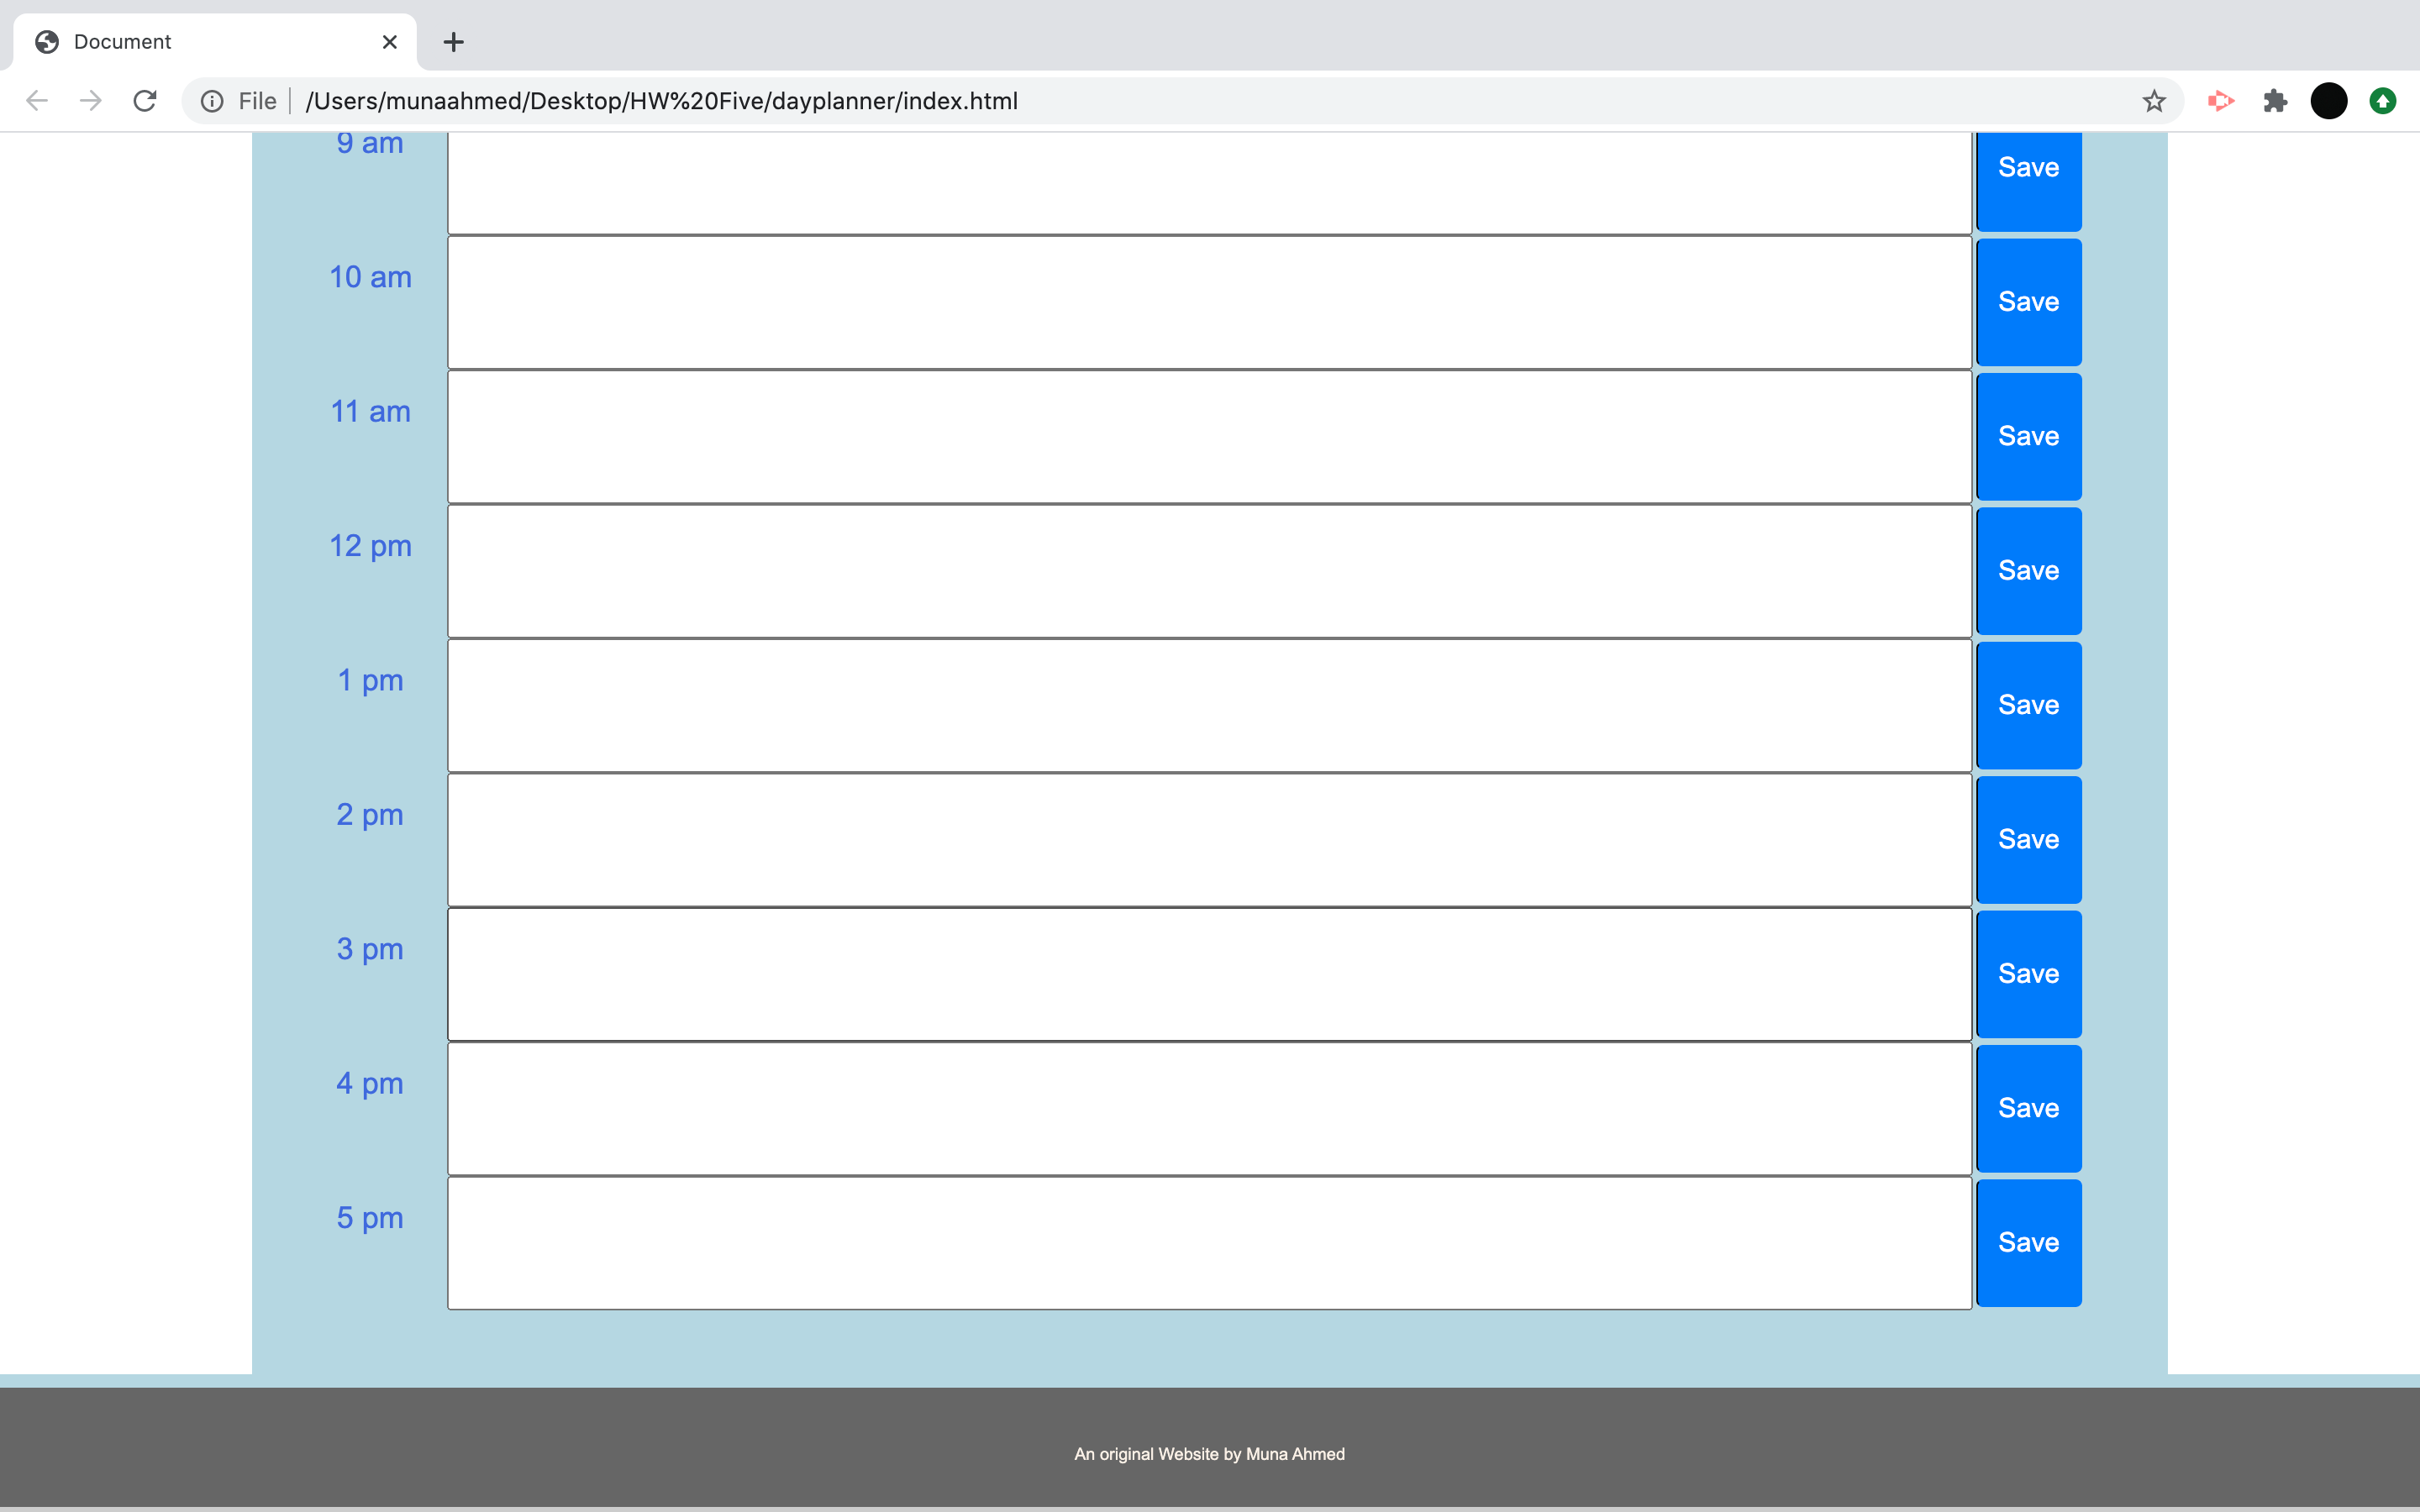 Document
File /Users/munaahmed/Desktop/HW%20Five/dayplanner/index.html
9 am Save
10 am Save
11 am Save
12 pm Save
1 pm Save
2 pm Save
3 pm Save
4 pm Save
5 pm Save
An original Website by Muna Ahmed